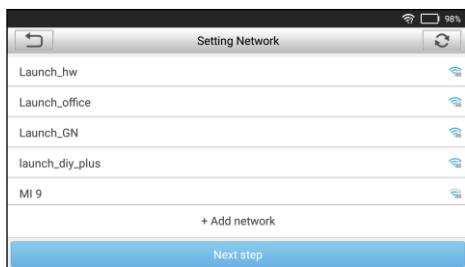 98%
Setting Network
Launch_hw
Launch_office
Launch_GN
launch_diy_plus
MI 9
+ Add network
Next step